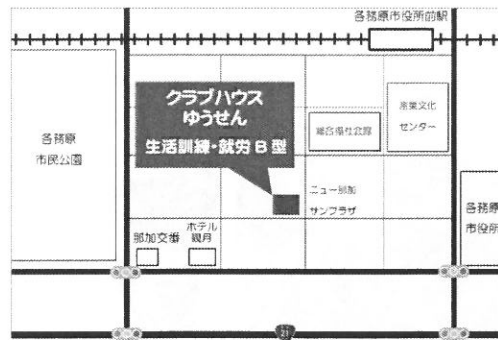 各務原市役所前駅
クラブハウス
ゆうせん
生活訓練・就労B型
産業文化
センター
総合福祉会館
各務原
市民公園
ニュー那加
サンプラザ
各務原
市役所
那加交番
ホテル
観月
21